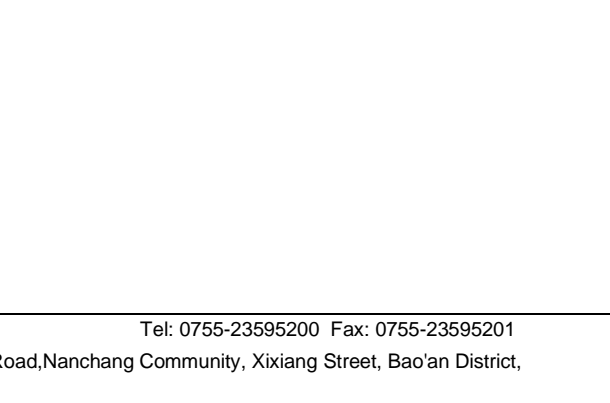 Tel: 0755-23595200  Fax: 0755-23595201
Road,Nanchang Community, Xixiang Street, Bao'an District,